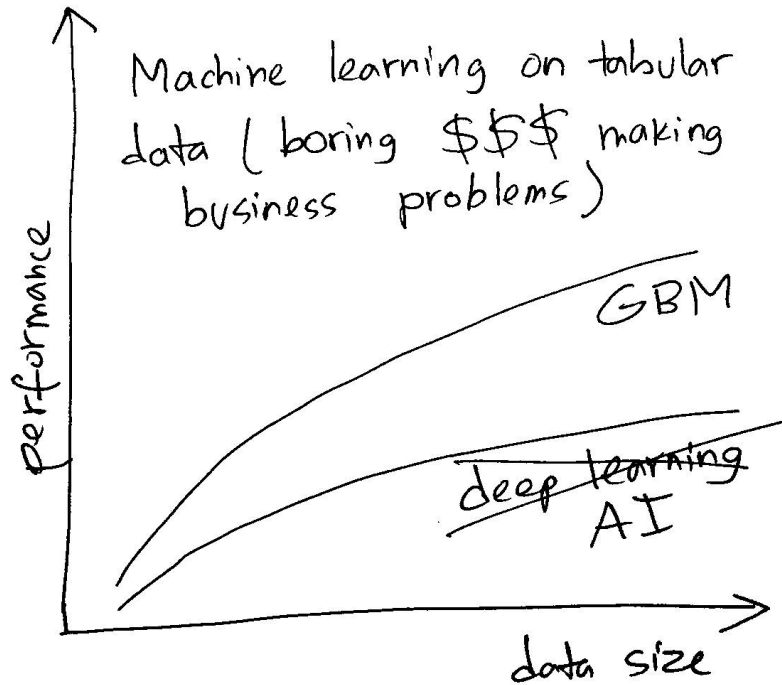 Machine learning on tabular
data (boring $$$ making
business problems)
performance
GBM
deep learning
AI
data size